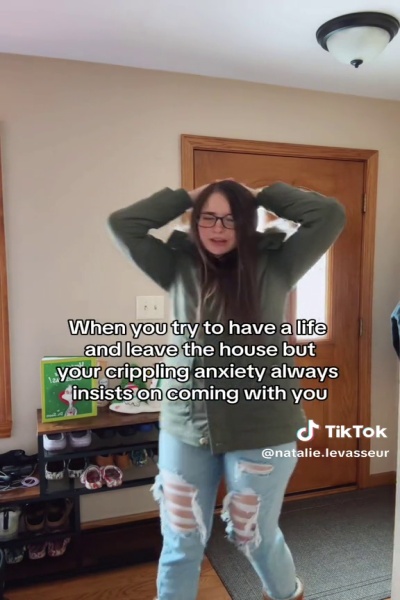 When you try to have a life
and leave the house but
your crippling anxiety always
insists on coming with you
TikTok
@natalie.levasseur